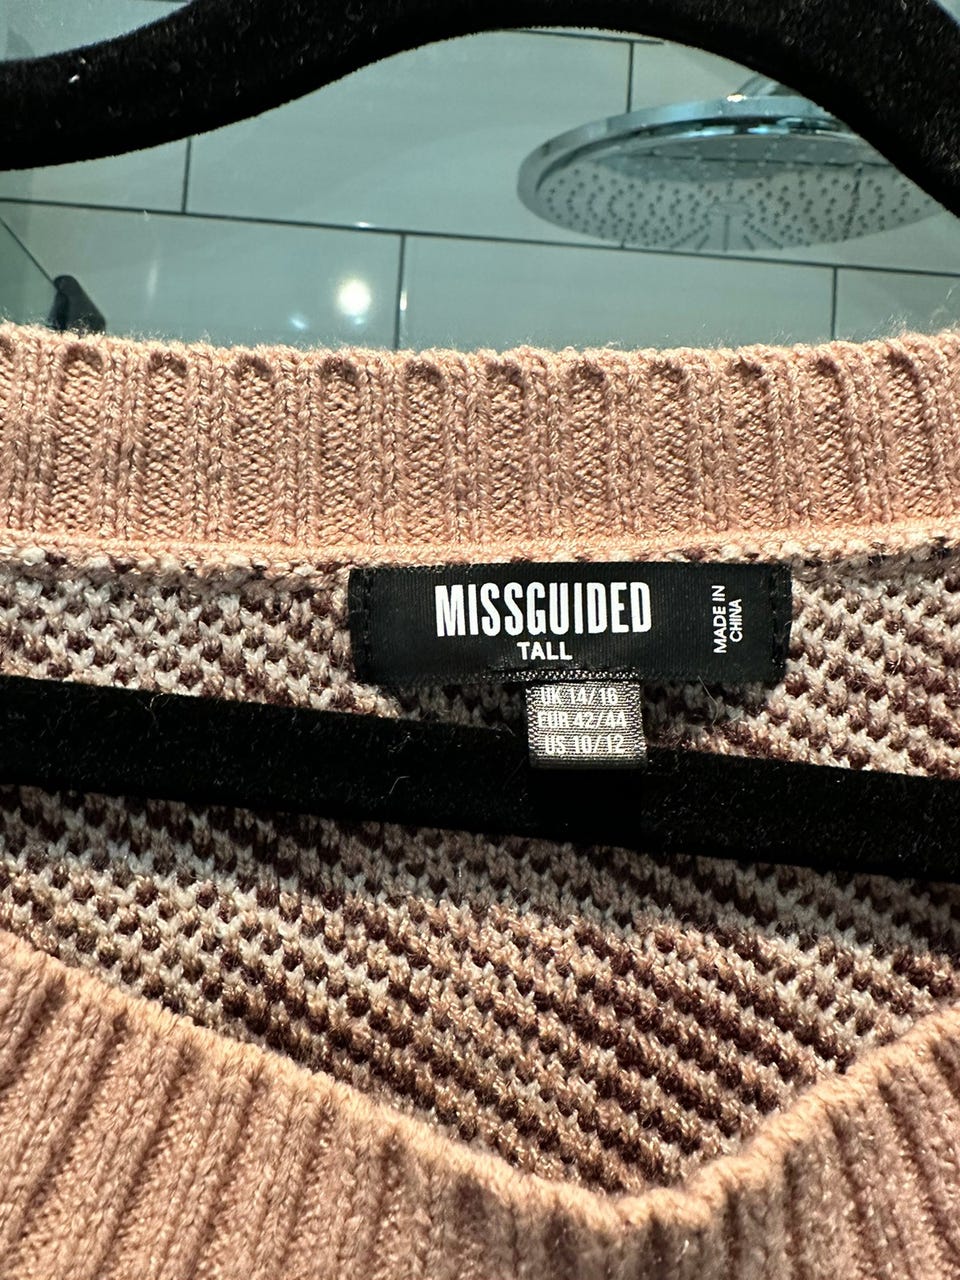 MISSGUIDED
TALL
MADE IN
CHINA
UK 14/16
EUR 42/44
US 10/12